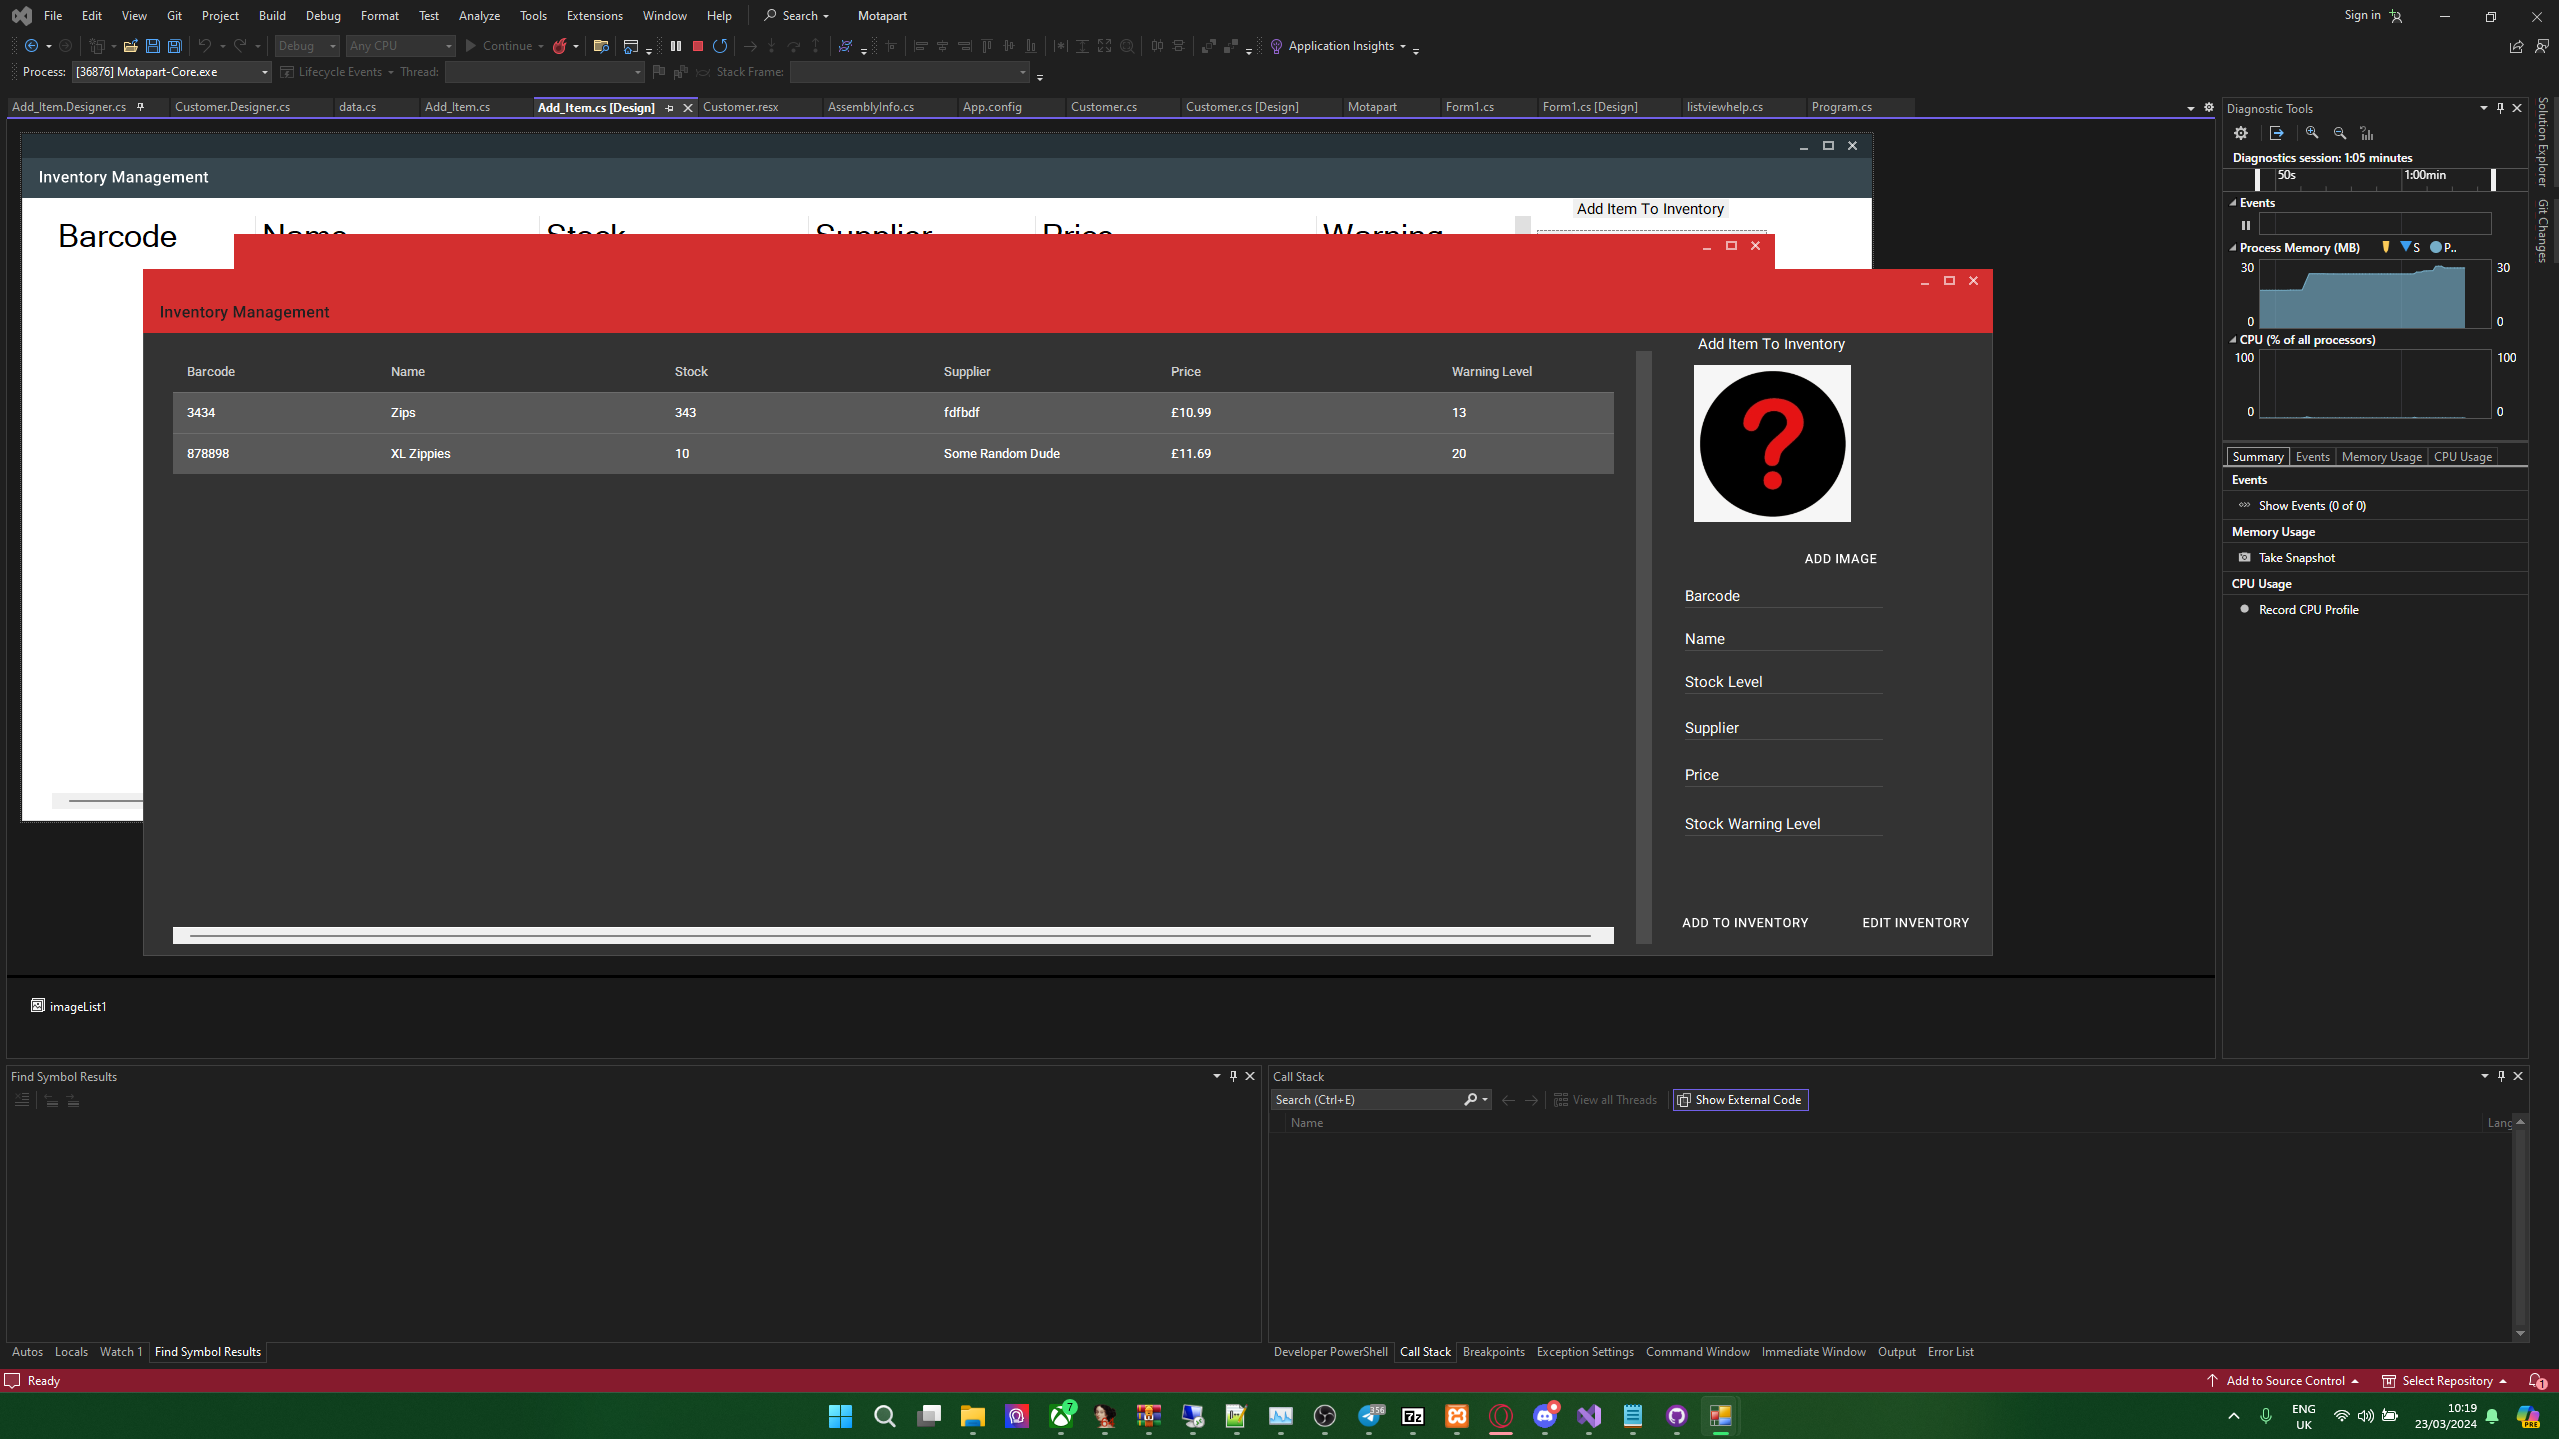 File Edit View Git Project Build Debug Format Test Analyze Tools Extensions Window Help Search Motapart Sign in
Debug Any CPU Continue Application Insights
Process: [36876] Motapart-Core.exe Lifecycle Events Thread: Stack Frame:
Add_Item.Designer.cs Customer.Designer.cs data.cs Add_Item.cs Add_Item.cs [Design] Customer.resx AssemblyInfo.cs App.config Customer.cs Customer.cs [Design] Motapart Form1.cs Form1.cs [Design] listviewhelp.cs Program.cs
Inventory Management
Barcode Name Stock Supplier Price Warning
Add Item To Inventory
Inventory Management
Barcode Name Stock Supplier Price Warning Level
3434 Zips 343 fdfbdf £10.99 13
878898 XL Zippies 10 Some Random Dude £11.69 20
Add Item To Inventory
?
ADD IMAGE
Barcode
Name
Stock Level
Supplier
Price
Stock Warning Level
ADD TO INVENTORY EDIT INVENTORY
imageList1
Diagnostic Tools
Diagnostics session: 1:05 minutes
50s 1:00min
Events
Process Memory (MB) S P..
30 30
0 0
CPU (% of all processors)
100 100
0 0
Summary Events Memory Usage CPU Usage
Events
Show Events (0 of 0)
Memory Usage
Take Snapshot
CPU Usage
Record CPU Profile
Solution Explorer
Git Changes
Find Symbol Results
Autos Locals Watch 1 Find Symbol Results
Call Stack
Search (Ctrl+E) View all Threads Show External Code
Name Lang
Developer PowerShell Call Stack Breakpoints Exception Settings Command Window Immediate Window Output Error List
Ready Add to Source Control Select Repository 1
7 356 7z
ENG
UK
10:19
23/03/2024
PRE